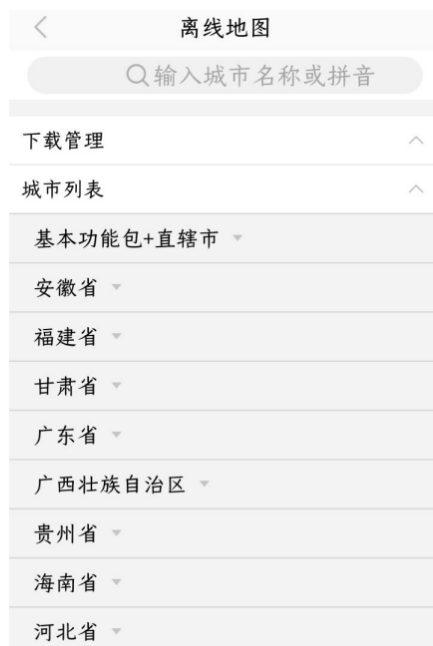 离线地图
输入城市名称或拼音
下载管理
城市列表
基本功能包+直辖市
安徽省
福建省
甘肃省
广东省
广西壮族自治区
贵州省
海南省
河北省